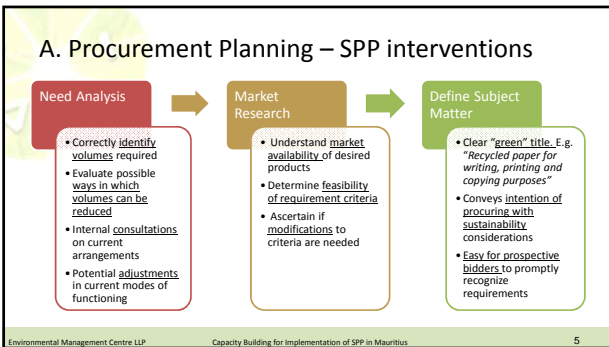 A. Procurement Planning – SPP interventions
Need Analysis
• Correctly identify
volumes required
• Evaluate possible
ways in which
volumes can be
reduced
• Internal consultations
on current
arrangements
• Potential adjustments
in current modes of
functioning
Market
Research
• Understand market
availability of desired
products
• Determine feasibility
of requirement criteria
• Ascertain if
modifications to
criteria are needed
Define Subject
Matter
• Clear “green” title. E.g.
“Recycled paper for
writing, printing and
copying purposes”
• Conveys intention of
procuring with
sustainability
considerations
• Easy for prospective
bidders to promptly
recognize
requirements
Environmental Management Centre LLP
Capacity Building for Implementation of SPP in Mauritius
5